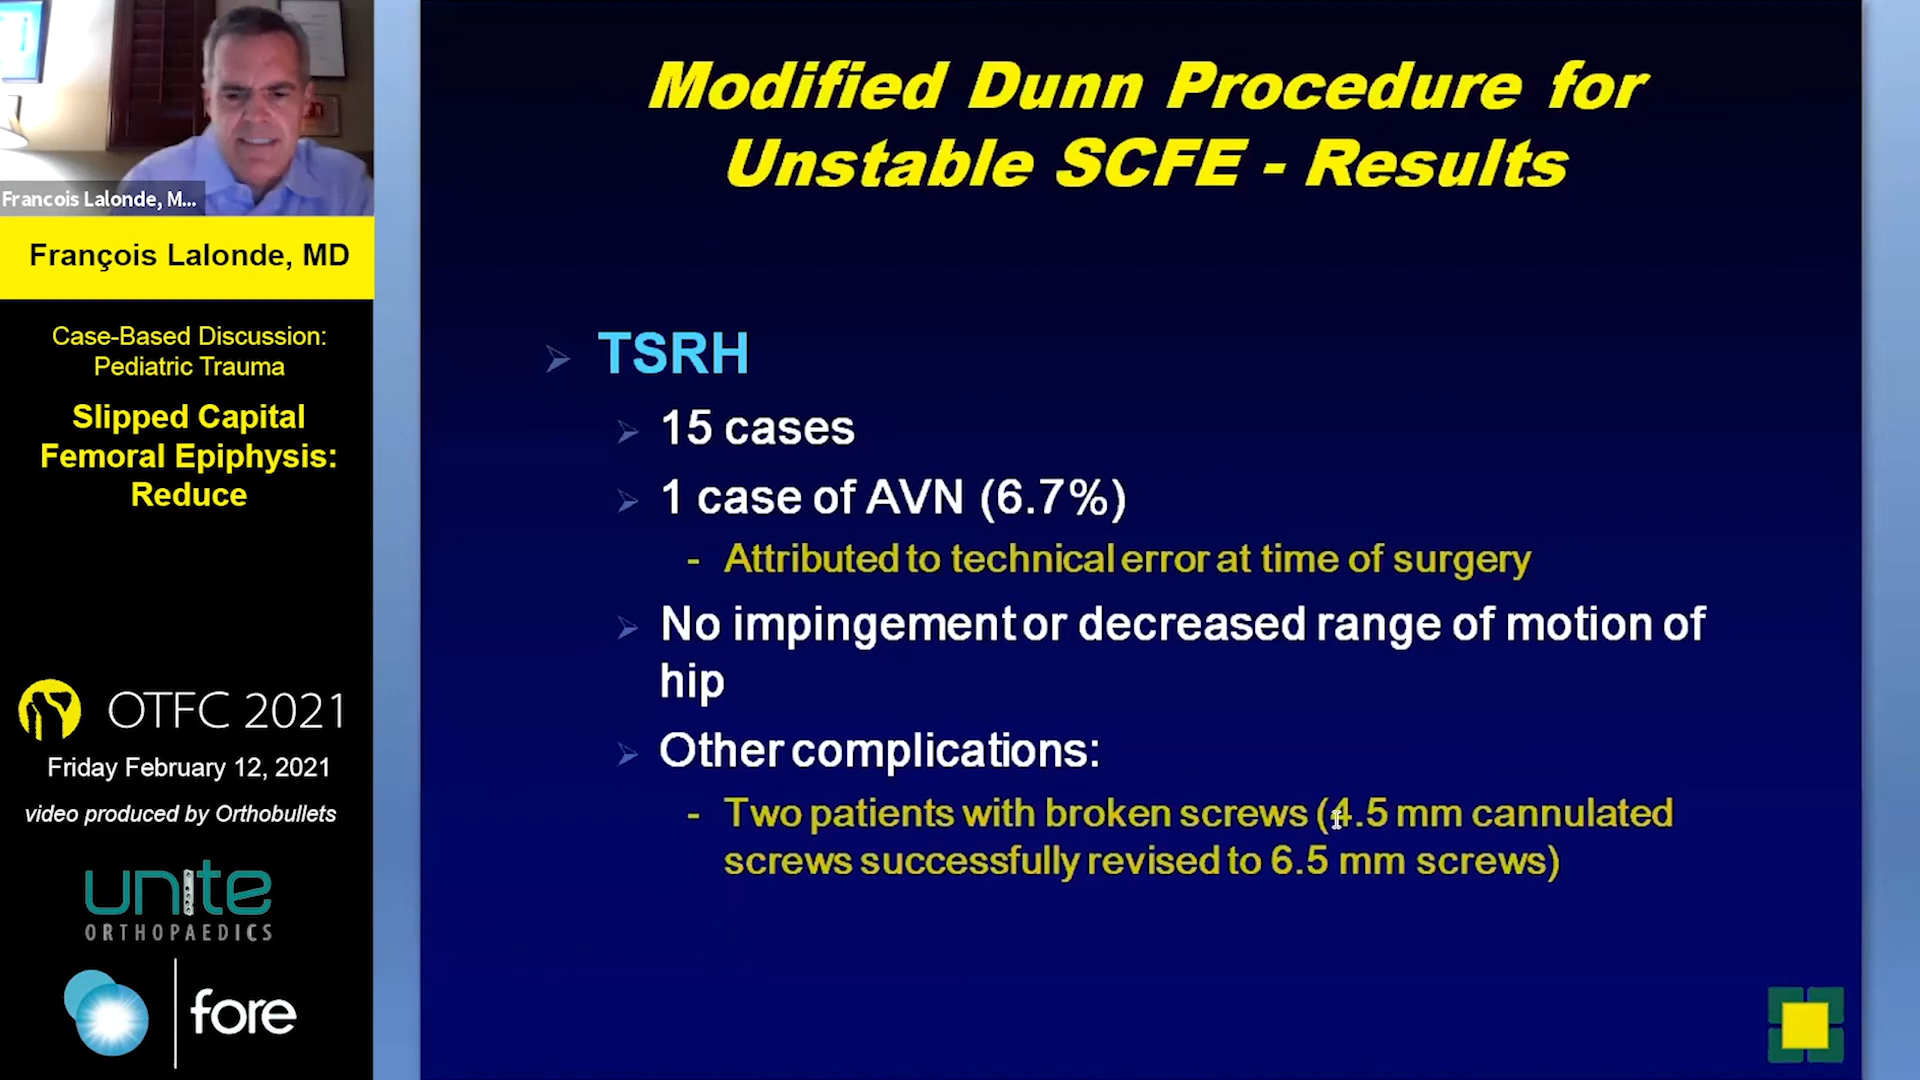 Francois Lalonde, M...
François Lalonde, MD
Case-Based Discussion:
Pediatric Trauma
Slipped Capital
Femoral Epiphysis:
Reduce
OTFC 2021
Friday February 12, 2021
video produced by Orthobullets
unite
ORTHOPAEDICS
fore
Modified Dunn Procedure for
Unstable SCFE - Results
TSRH
15 cases
1 case of AVN (6.7%)
- Attributed to technical error at time of surgery
No impingement or decreased range of motion of
hip
Other complications:
- Two patients with broken screws (4.5 mm cannulated
screws successfully revised to 6.5 mm screws)